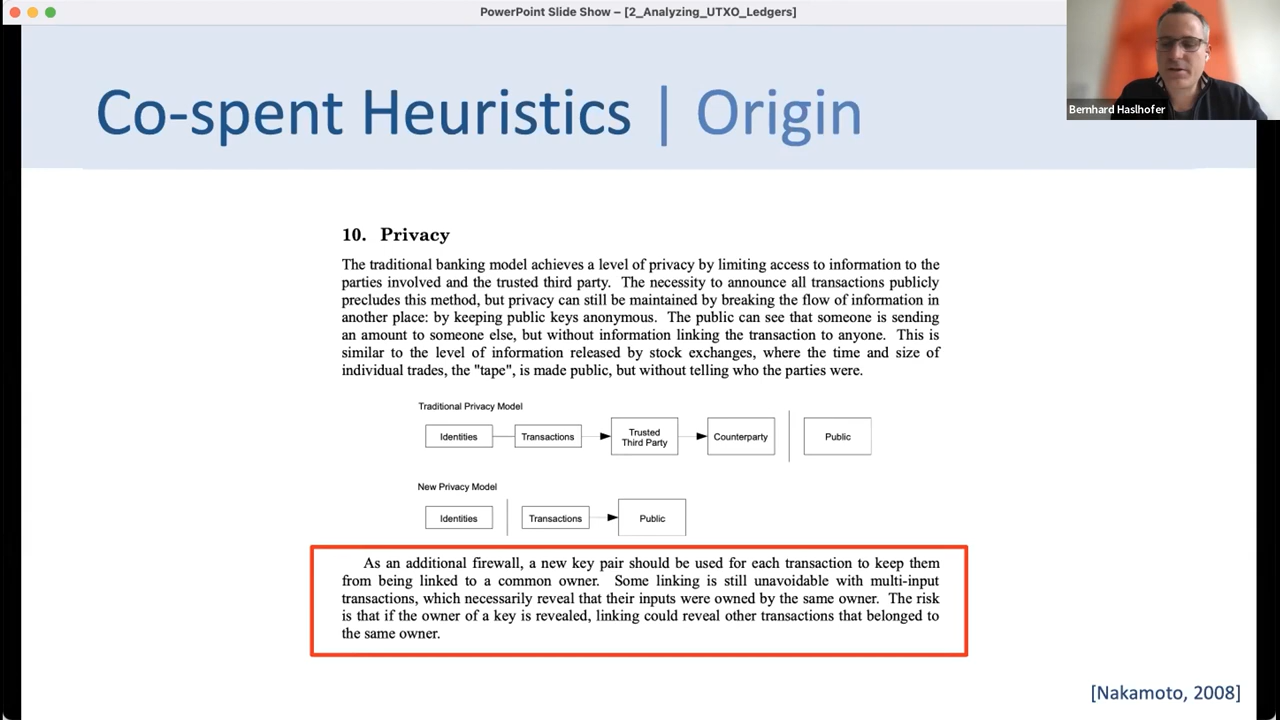 PowerPoint Slide Show – [2_Analyzing_UTXO_Ledgers]
Bernhard Haslhofer
Co-spent Heuristics | Origin
10. Privacy
The traditional banking model achieves a level of privacy by limiting access to information to the
parties involved and the trusted third party. The necessity to announce all transactions publicly
precludes this method, but privacy can still be maintained by breaking the flow of information in
another place: by keeping public keys anonymous. The public can see that someone is sending
an amount to someone else, but without information linking the transaction to anyone. This is
similar to the level of information released by stock exchanges, where the time and size of
individual trades, the "tape", is made public, but without telling who the parties were.
Traditional Privacy Model
Identities
Transactions
Trusted
Third Party
Counterparty
Public
New Privacy Model
Identities
Transactions
Public
As an additional firewall, a new key pair should be used for each transaction to keep them
from being linked to a common owner. Some linking is still unavoidable with multi-input
transactions, which necessarily reveal that their inputs were owned by the same owner. The risk
is that if the owner of a key is revealed, linking could reveal other transactions that belonged to
the same owner.
[Nakamoto, 2008]